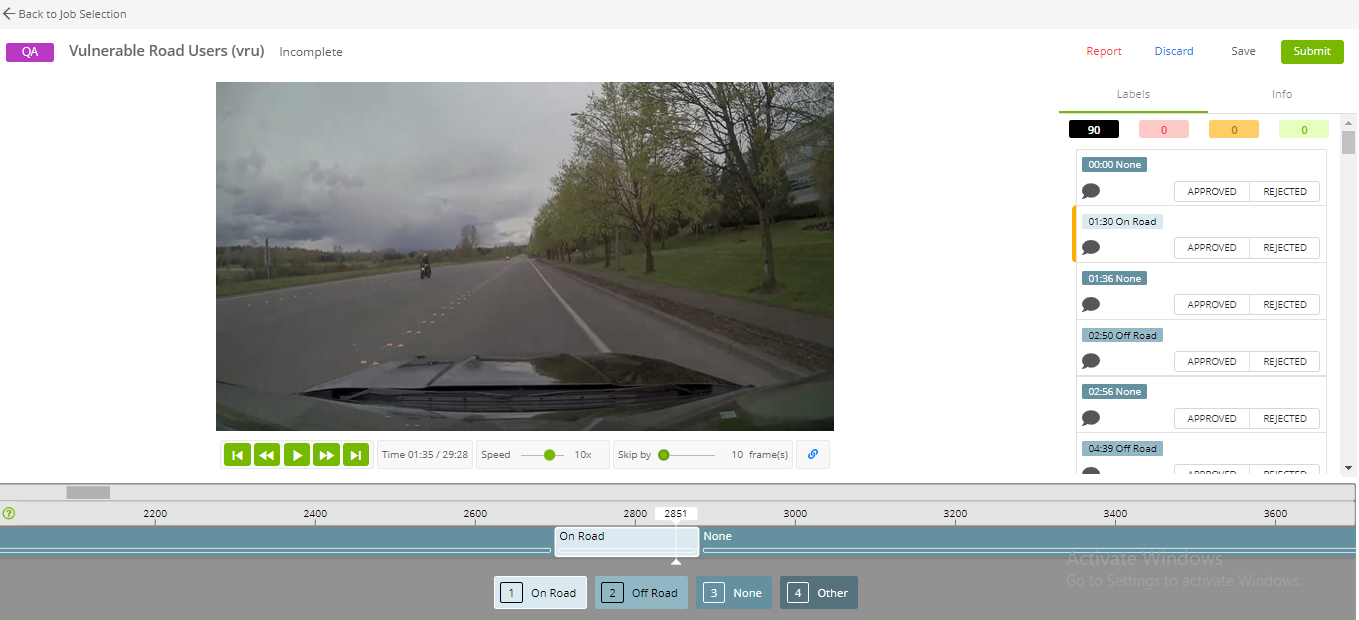 Back to Job Selection
QA Vulnerable Road Users (vru) Incomplete Report Discard Save Submit
Labels Info
90 0 0 0
00:00 None
APPROVED REJECTED
01:30 On Road
APPROVED REJECTED
01:36 None
APPROVED REJECTED
02:50 Off Road
APPROVED REJECTED
02:56 None
APPROVED REJECTED
04:39 Off Road
APPROVED REJECTED
Time 01:35 / 29:28 Speed 10x Skip by 10 frame(s)
? 2200 2400 2600 2800 2851 3000 3200 3400 3600
On Road None
Activate Windows
Go to Settings to activate Windows.
1 On Road 2 Off Road 3 None 4 Other